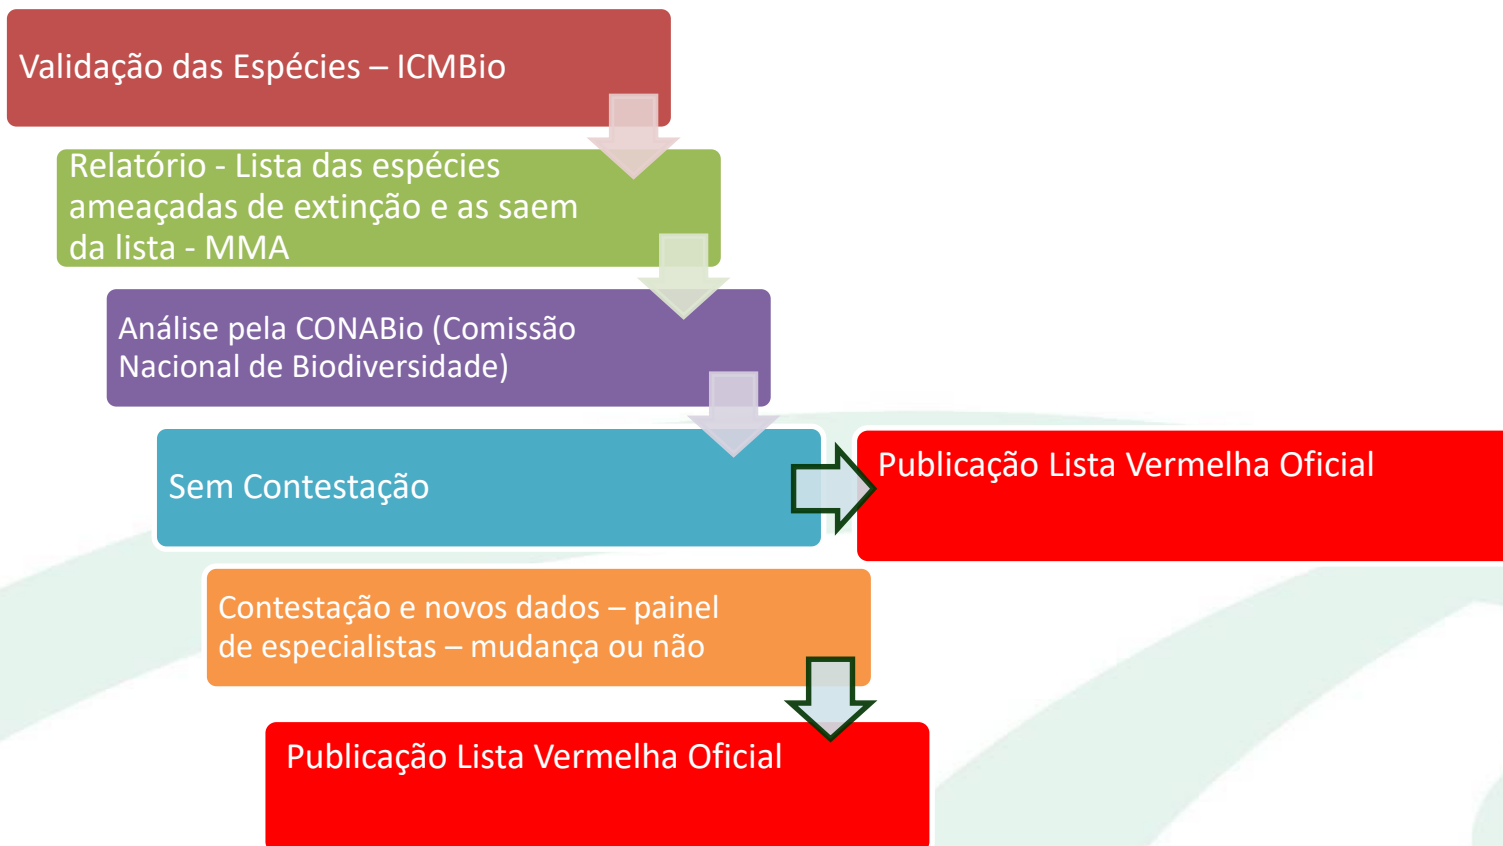 Validação das Espécies – ICMBio
Relatório - Lista das espécies
ameaçadas de extinção e as saem
da lista - MMA
Análise pela CONABio (Comissão
Nacional de Biodiversidade)
Sem Contestação
Publicação Lista Vermelha Oficial
Contestação e novos dados – painel
de especialistas – mudança ou não
Publicação Lista Vermelha Oficial